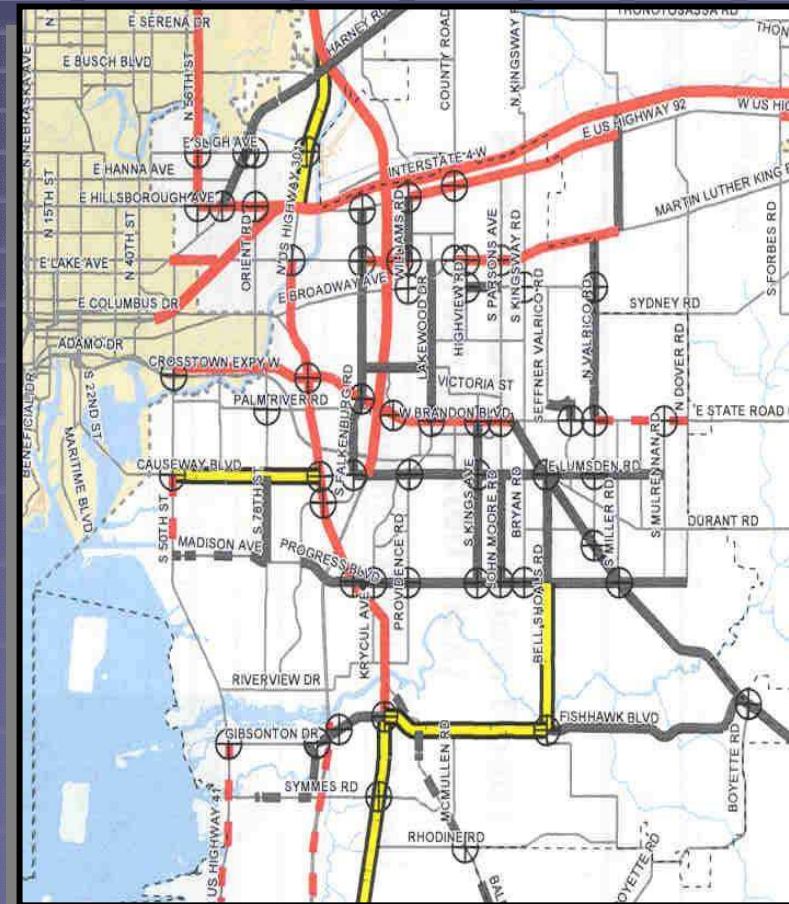 E SERENA DR
HARNEY RD
THONOTOSASSA RD
E BUSCH BLVD
N 56TH ST
COUNTY ROAD
N KINGSWAY R
THON
N NEBRASKA AVE
E SLIGH AVE
E US HIGHWAY 92
W US HIG
E HANNA AVE
N US HIGHWAY 301
INTERSTATE 4 W
E HILLSBOROUGH AVE
MARTIN LUTHER KING B
N 15TH ST
N 40TH ST
ORIENT RD
WILLIAMS RD
S PARSONS AVE
S KINGSWAY RD
S FORBES RD
E LAKE AVE
E BROADWAY AVE
HIGHVIEW RD
E COLUMBUS DR
LAKEWOOD DR
SEFFNER VALRICO RD
N VALRICO RD
SYDNEY RD
ADAMO DR
N DOVER RD
CROSSTOWN EXPY W
VICTORIA ST
BENEFICIAL DR
S 22ND ST
PALM RIVER RD
S FALKENBURG RD
W BRANDON BLVD
E STATE ROAD
MARITIME BLVD
CAUSEWAY BLVD
E LUMSDEN RD
S MULRENNAN RD
S 50TH ST
S 78TH ST
S KINGS AVE
JOHN MOORE RD
BRYAN RD
DURANT RD
MADISON AVE
PROGRESS BLVD
PROVIDENCE RD
S MILLER RD
KRYCUL AVE
BELL SHOALS RD
RIVERVIEW DR
GIBSONTON DR
FISHHAWK BLVD
MCMULLEN RD
BOYETTE RD
SYMMES RD
US HIGHWAY 41
RHODINE RD
BAL
OYETTE RD